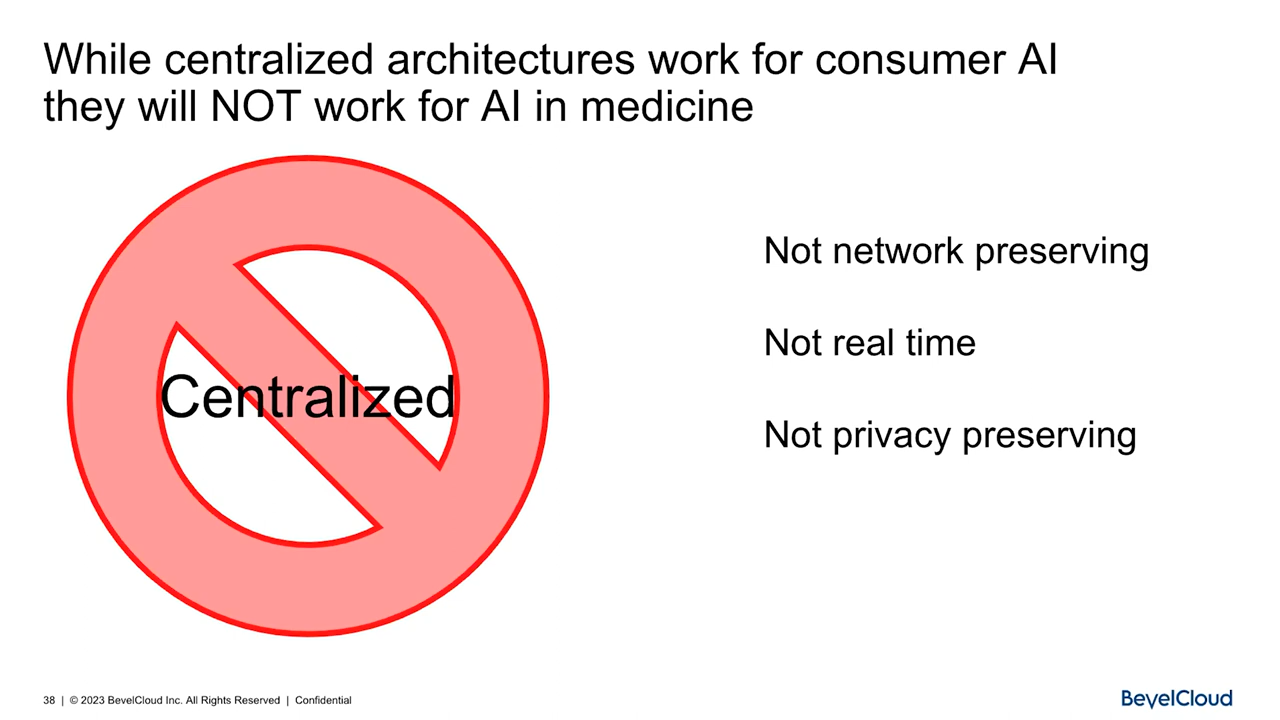 While centralized architectures work for consumer AI
they will NOT work for AI in medicine
Centralized
Not network preserving
Not real time
Not privacy preserving
38 | © 2023 BevelCloud Inc. All Rights Reserved | Confidential
BevelCloud